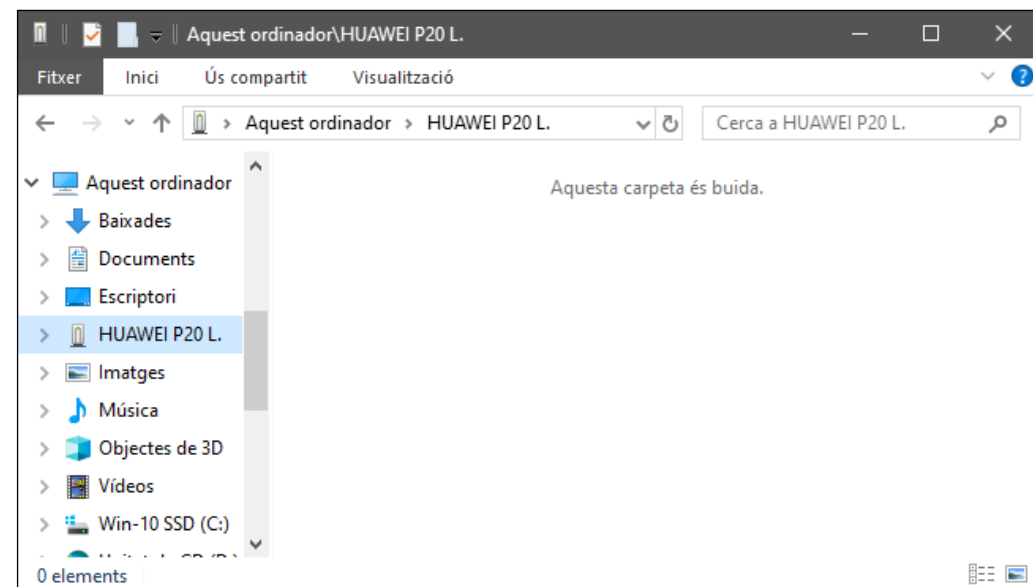 Aquest ordinador\HUAWEI P20 L.
Fitxer Inici Ús compartit Visualització
Aquest ordinador > HUAWEI P20 L. Cerca a HUAWEI P20 L.
Aquest ordinador
Aquesta carpeta és buida.
Baixades
Documents
Escriptori
HUAWEI P20 L.
Imatges
Música
Objectes de 3D
Vídeos
Win-10 SSD (C:)
0 elements